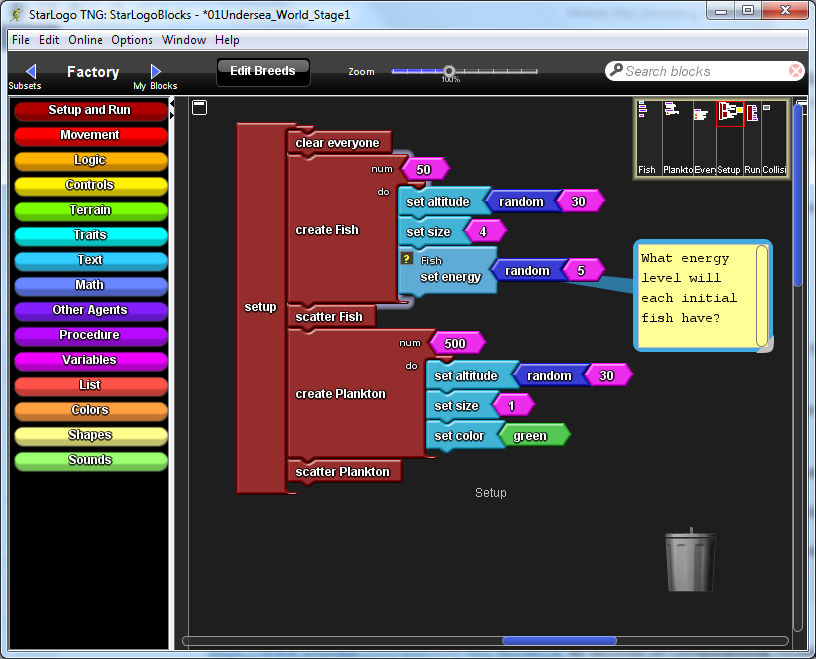 StarLogo TNG: StarLogoBlocks - *01Undersea_World_Stage1
File Edit Online Options Window Help
Subsets
Factory
My Blocks
Edit Breeds
Zoom
100%
Search blocks
Setup and Run
Movement
Logic
Controls
Terrain
Traits
Text
Math
Other Agents
Procedure
Variables
List
Colors
Shapes
Sounds
Fish Plankto Every Setup Run Collisi
setup
clear everyone
create Fish
num 50
do
set altitude random 30
set size 4
? Fish
set energy random 5
scatter Fish
create Plankton
num 500
do
set altitude random 30
set size 1
set color green
scatter Plankton
Setup
What energy
level will
each initial
fish have?